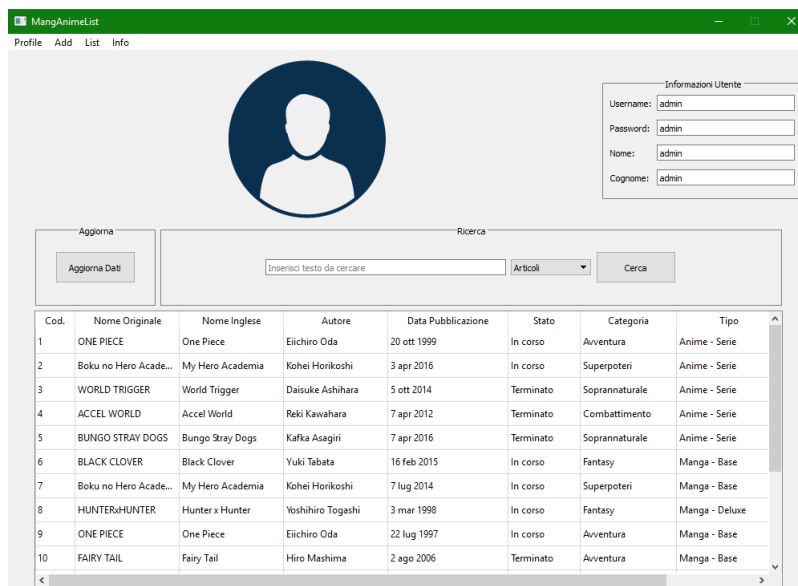 MangAnimeList
Profile Add List Info
Informazioni Utente
Username: admin
Password: admin
Nome: admin
Cognome: admin
Aggiorna
Aggiorna Dati
Ricerca
Inserisci testo da cercare Articoli Cerca
Cod. Nome Originale Nome Inglese Autore Data Pubblicazione Stato Categoria Tipo
1 ONE PIECE One Piece Eiichiro Oda 20 ott 1999 In corso Avventura Anime - Serie
2 Boku no Hero Acade... My Hero Academia Kohei Horikoshi 3 apr 2016 In corso Superpoteri Anime - Serie
3 WORLD TRIGGER World Trigger Daisuke Ashihara 5 ott 2014 Terminato Soprannaturale Anime - Serie
4 ACCEL WORLD Accel World Reki Kawahara 7 apr 2012 Terminato Combattimento Anime - Serie
5 BUNGO STRAY DOGS Bungo Stray Dogs Kafka Asagiri 7 apr 2016 Terminato Soprannaturale Anime - Serie
6 BLACK CLOVER Black Clover Yuki Tabata 16 feb 2015 In corso Fantasy Manga - Base
7 Boku no Hero Acade... My Hero Academia Kohei Horikoshi 7 lug 2014 In corso Superpoteri Manga - Base
8 HUNTERxHUNTER Hunter x Hunter Yoshihiro Togashi 3 mar 1998 In corso Fantasy Manga - Deluxe
9 ONE PIECE One Piece Eiichiro Oda 22 lug 1997 In corso Avventura Manga - Base
10 FAIRY TAIL Fairy Tail Hiro Mashima 2 ago 2006 Terminato Avventura Manga - Base